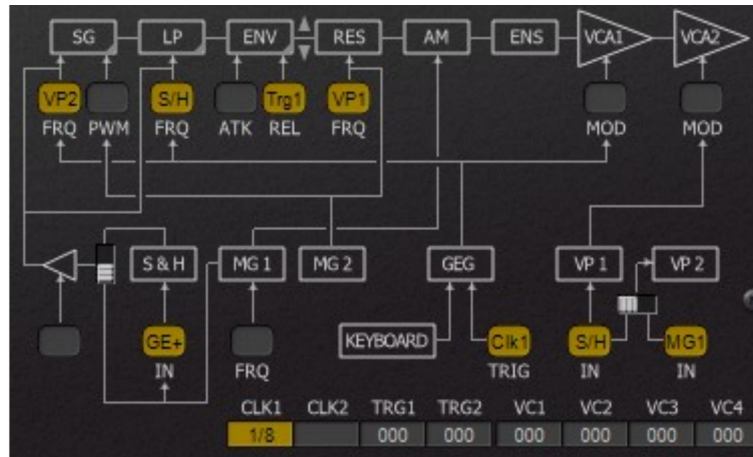 SG LP ENV RES AM ENS VCA1 VCA2
VP2 S/H Trg1 VP1
FRQ PWM FRQ ATK REL FRQ MOD MOD
S & H MG 1 MG 2 GEG VP 1 VP 2
GE+ KEYBOARD Clk1 S/H MG1
IN FRQ TRIG IN IN
CLK1 CLK2 TRG1 TRG2 VC1 VC2 VC3 VC4
1/8 000 000 000 000 000 000